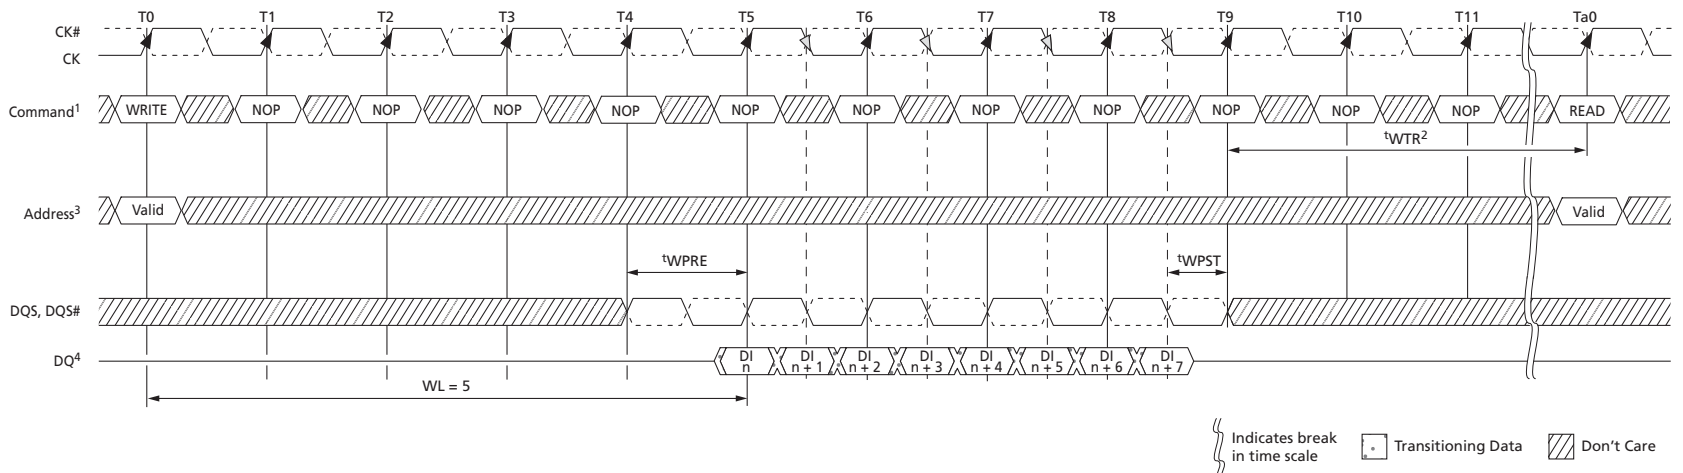 T0 T1 T2 T3 T4 T5 T6 T7 T8 T9 T10 T11 Ta0
CK#
CK
Command1 WRITE NOP NOP NOP NOP NOP NOP NOP NOP NOP NOP NOP READ
tWTR2
Address3 Valid Valid
tWPRE tWPST
DQS, DQS#
DQ4 DI n DI n + 1 DI n + 2 DI n + 3 DI n + 4 DI n + 5 DI n + 6 DI n + 7
WL = 5
Indicates break
in time scale
Transitioning Data
Don't Care